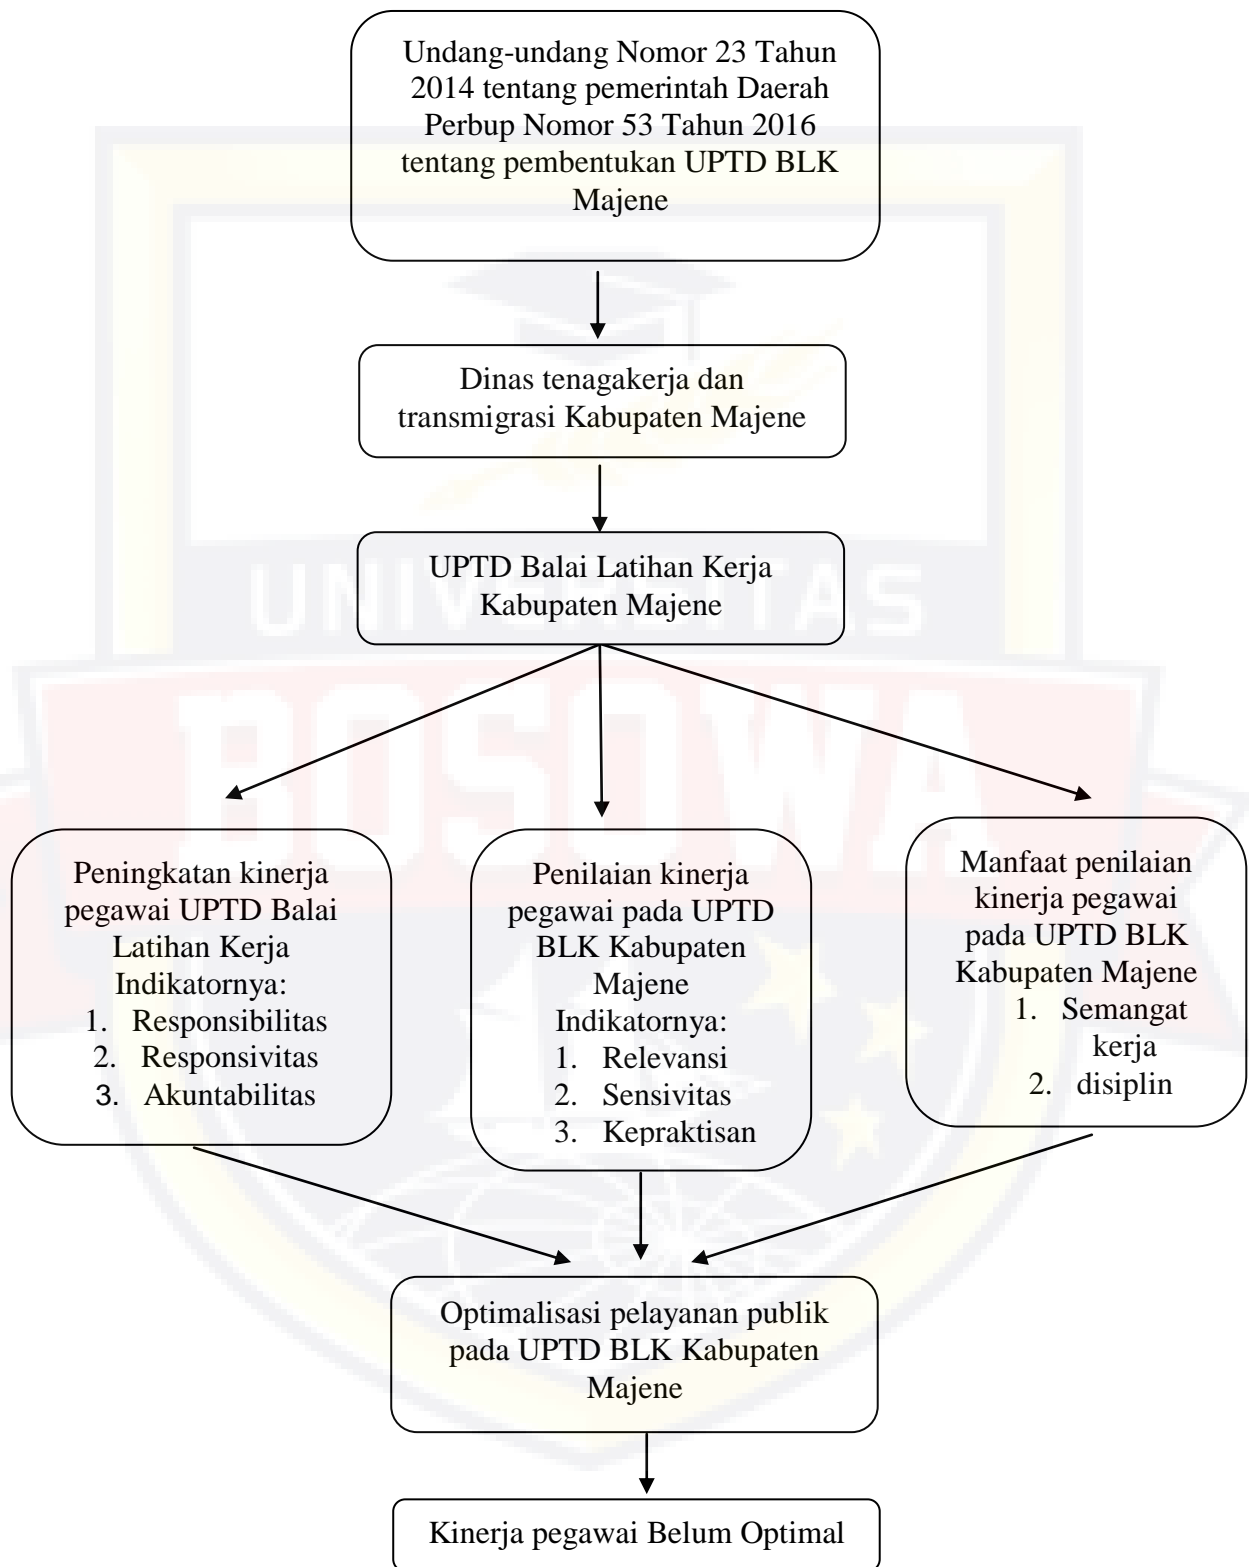 Undang-undang Nomor 23 Tahun
2014 tentang pemerintah Daerah
Perbup Nomor 53 Tahun 2016
tentang pembentukan UPTD BLK
Majene
Dinas tenagakerja dan
transmigrasi Kabupaten Majene
UPTD Balai Latihan Kerja
Kabupaten Majene
UNIVERSITAS
BOSOWA
Peningkatan kinerja
pegawai UPTD Balai
Latihan Kerja
Indikatornya:
1. Responsibilitas
2. Responsivitas
3. Akuntabilitas
Penilaian kinerja
pegawai pada UPTD
BLK Kabupaten
Majene
Indikatornya:
1. Relevansi
2. Sensivitas
3. Kepraktisan
Manfaat penilaian
kinerja pegawai
pada UPTD BLK
Kabupaten Majene
1. Semangat
kerja
2. disiplin
Optimalisasi pelayanan publik
pada UPTD BLK Kabupaten
Majene
Kinerja pegawai Belum Optimal